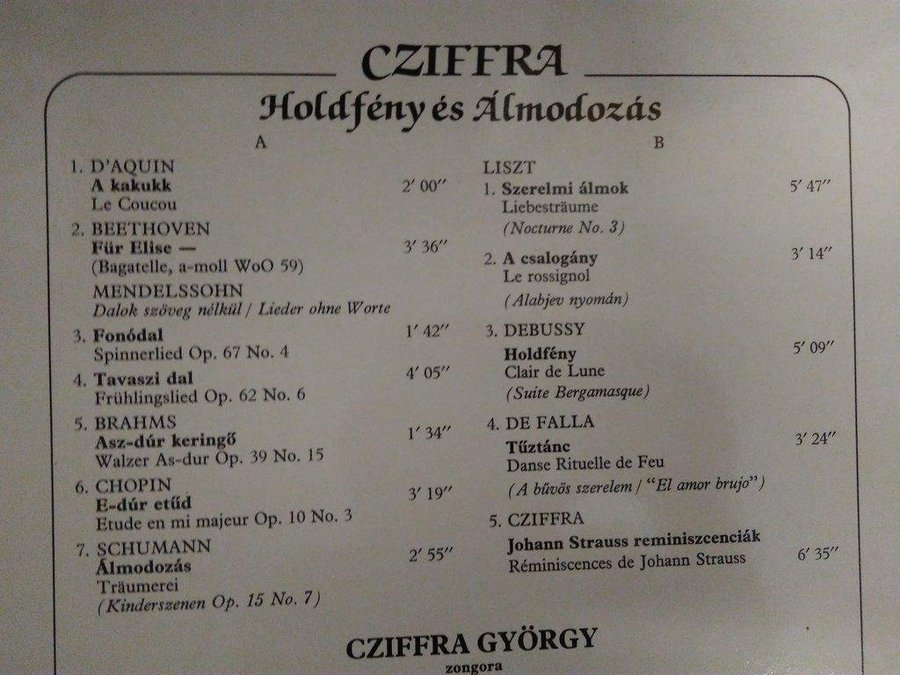 CZIFFRA
Holdfény és Álmodozás
A
1. D'AQUIN
A kakukk 2′ 00″
Le Coucou
2. BEETHOVEN
Für Elise — 3′ 36″
(Bagatelle, a-moll WoO 59)
MENDELSSOHN
Dalok szöveg nélkül / Lieder ohne Worte
3. Fonódal 1′ 42″
Spinnerlied Op. 67 No. 4
4. Tavaszi dal 4′ 05″
Frühlingslied Op. 62 No. 6
5. BRAHMS
Asz-dúr keringő 1′ 34″
Walzer As-dur Op. 39 No. 15
6. CHOPIN
E-dúr etűd 3′ 19″
Etude en mi majeur Op. 10 No. 3
7. SCHUMANN
Álmodozás 2′ 55″
Träumerei
(Kinderszenen Op. 15 No. 7)
B
LISZT
1. Szerelmi álmok 5′ 47″
Liebesträume
(Nocturne No. 3)
2. A csalogány 3′ 14″
Le rossignol
(Alabjev nyomán)
3. DEBUSSY
Holdfény 5′ 09″
Clair de Lune
(Suite Bergamasque)
4. DE FALLA
Tűztánc 3′ 24″
Danse Rituelle de Feu
(A bűvös szerelem / “El amor brujo”)
5. CZIFFRA
Johann Strauss reminiszcenciák
Réminiscences de Johann Strauss 6′ 35″
CZIFFRA GYÖRGY
zongora